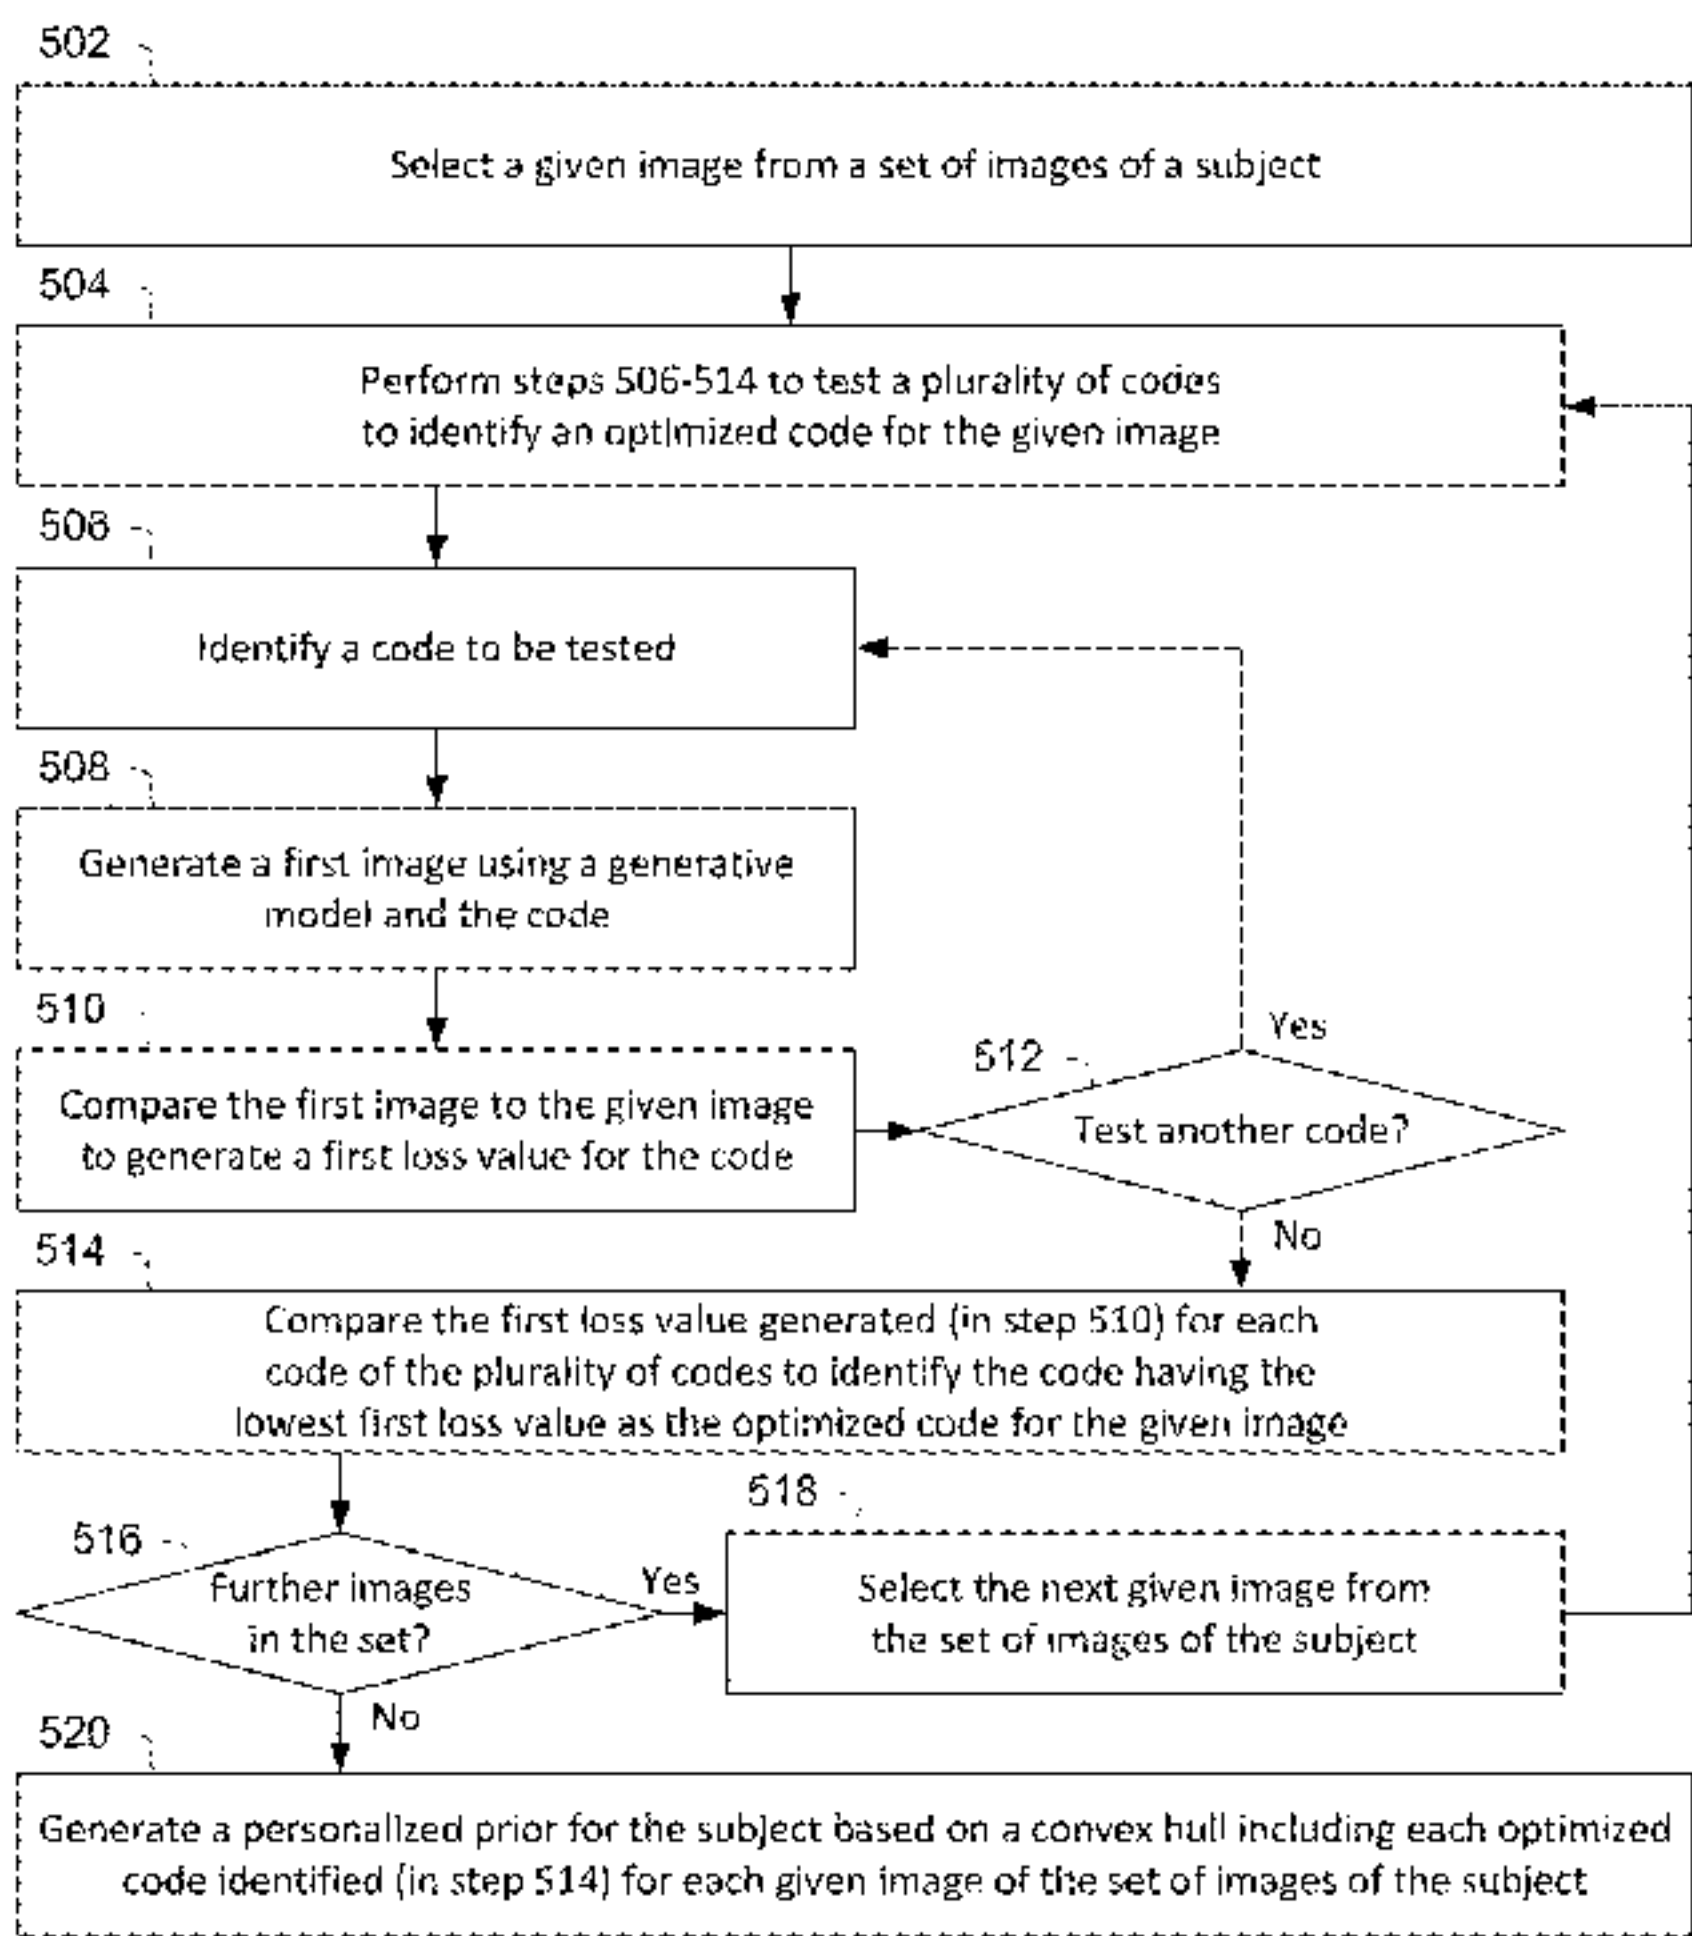 502
Select a given image from a set of images of a subject
504
Perform steps 506-514 to test a plurality of codes
to identify an optimized code for the given image
506
Identify a code to be tested
508
Generate a first image using a generative
model and the code
510
Compare the first image to the given image
to generate a first loss value for the code
512
Yes
Test another code?
No
514
Compare the first loss value generated (in step 510) for each
code of the plurality of codes to identify the code having the
lowest first loss value as the optimized code for the given image
516
Further images
in the set?
Yes
518
Select the next given image from
the set of images of the subject
No
520
Generate a personalized prior for the subject based on a convex hull including each optimized
code identified (in step 514) for each given image of the set of images of the subject